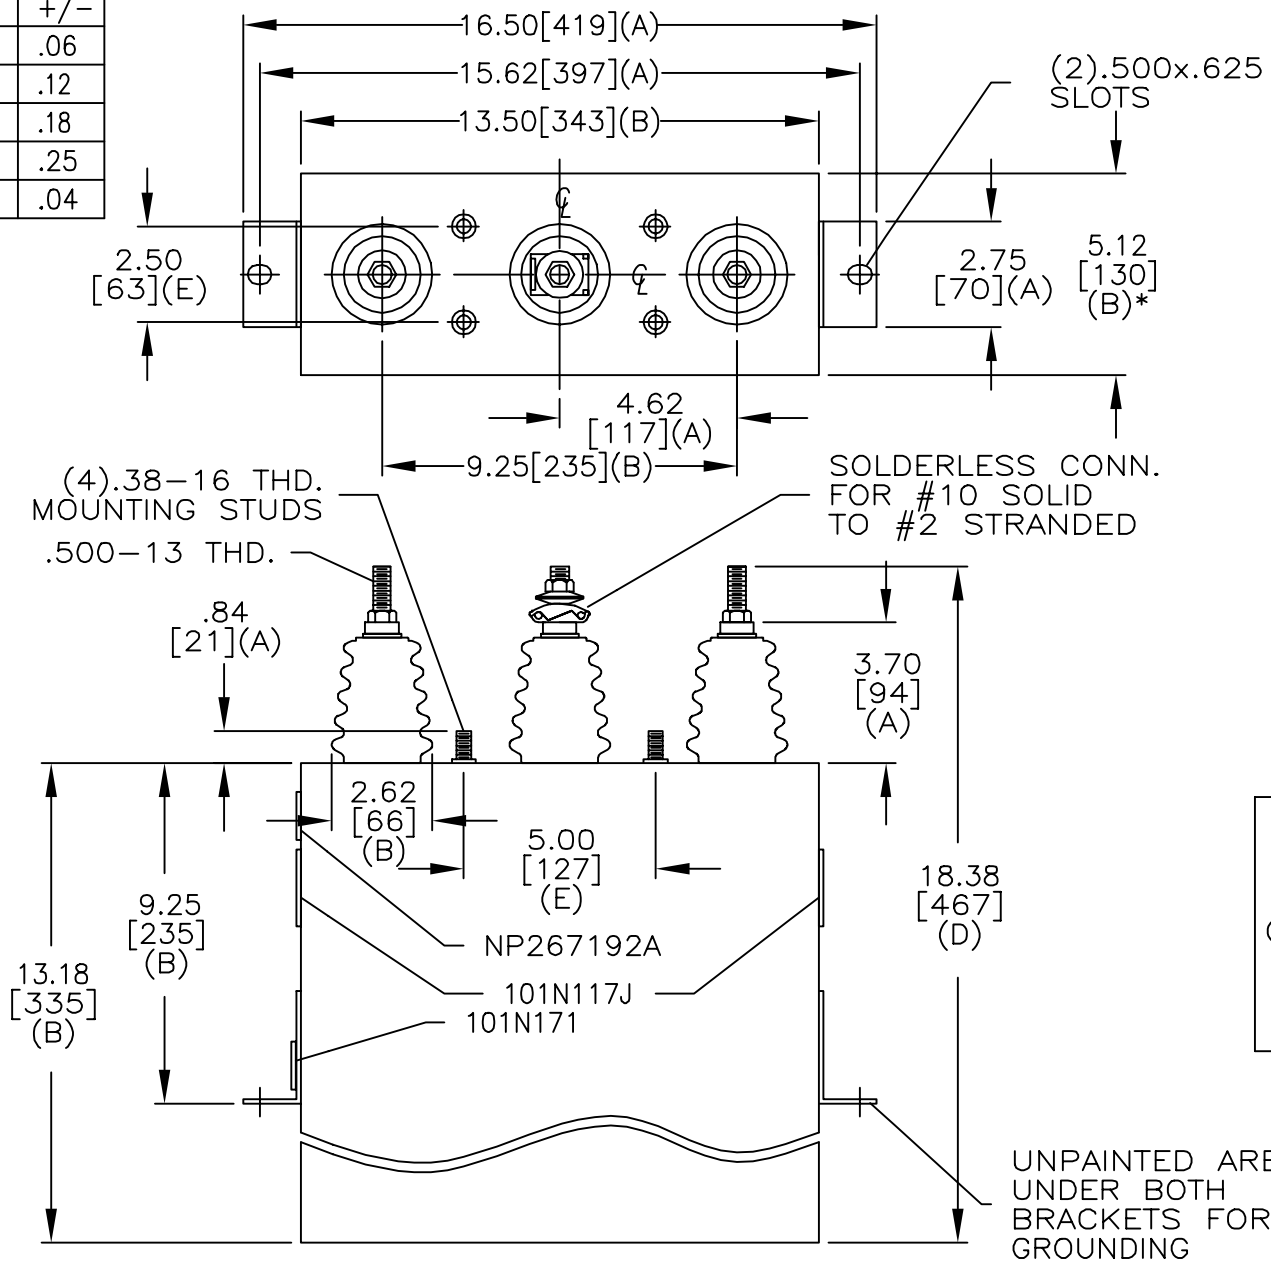 +/-
.06
.12
.18
.25
.04
16.50[419](A)
15.62[397](A)
13.50[343](B)
(2).500x.625
SLOTS
2.50
[63](E)
2.75
[70](A)
5.12
[130]
(B)*
4.62
[117](A)
9.25[235](B)
(4).38-16 THD.
MOUNTING STUDS
.500-13 THD.
SOLDERLESS CONN.
FOR #10 SOLID
TO #2 STRANDED
.84
[21](A)
3.70
[94]
(A)
2.62
[66]
(B)
5.00
[127]
(E)
18.38
[467]
(D)
9.25
[235]
(B)
13.18
[335]
(B)
NP267192A
101N117J
101N171
UNPAINTED ARE
UNDER BOTH
BRACKETS FOR
GROUNDING